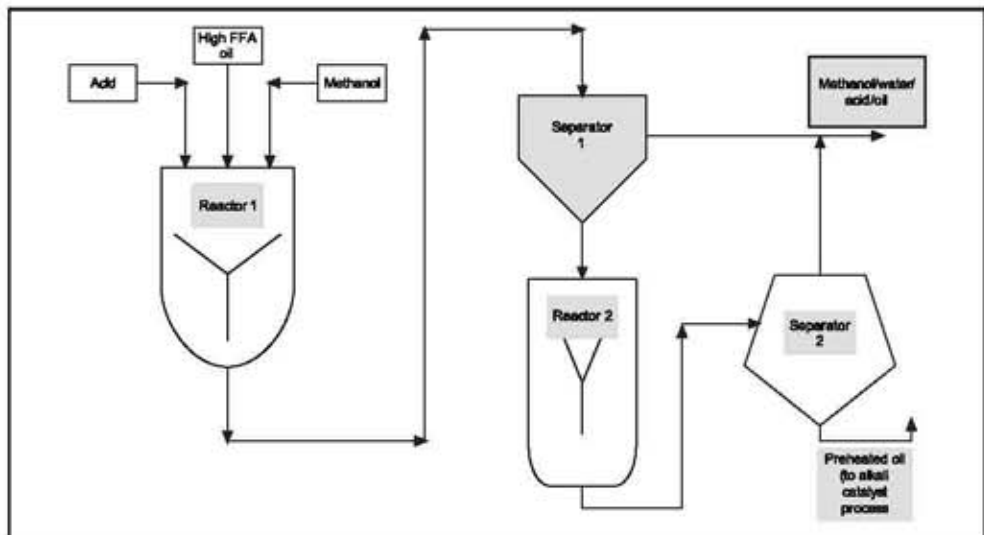 High FFA
oil
Acid
Methanol
Reactor 1
Separator
1
Methanol/water/
acid/oil
Reactor 2
Separator
2
Preheated oil
(to alkali
catalyst
process